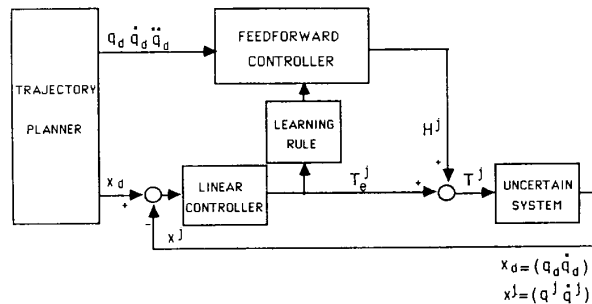 q_d q̇_d q̈_d
FEEDFORWARD
CONTROLLER
TRAJECTORY
PLANNER
LEARNING
RULE
H^j
x_d
+
-
x^j
LINEAR
CONTROLLER
T_e^j
+
+
T^j
UNCERTAIN
SYSTEM
x_d=(q_d q̇_d)
x^j=(q^j q̇^j)